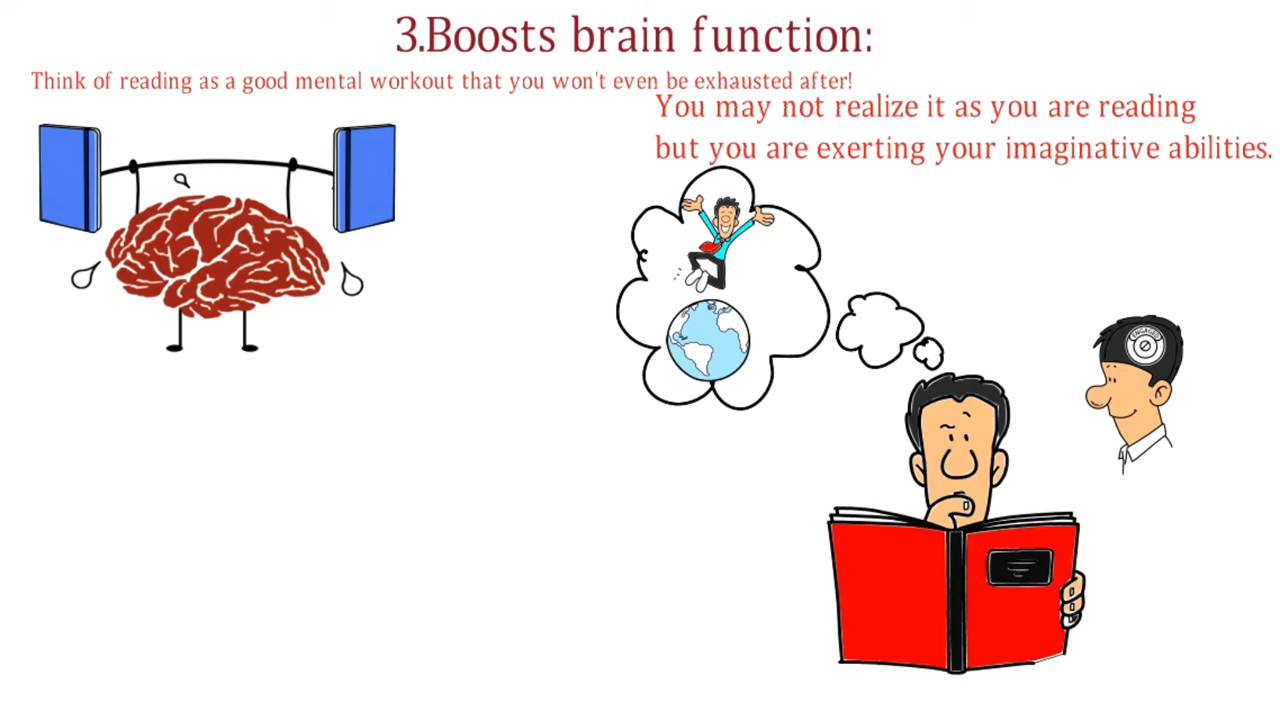 3.Boosts brain function:
Think of reading as a good mental workout that you won't even be exhausted after!
You may not realize it as you are reading
but you are exerting your imaginative abilities.
ENGAGED